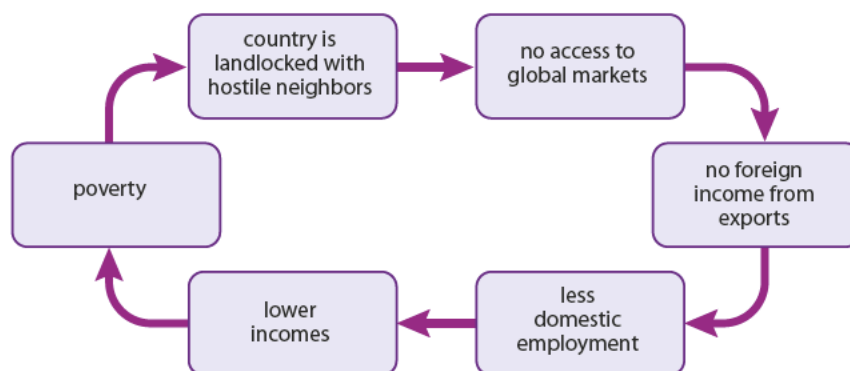 country is
landlocked with
hostile neighbors
no access to
global markets
no foreign
income from
exports
less
domestic
employment
lower
incomes
poverty